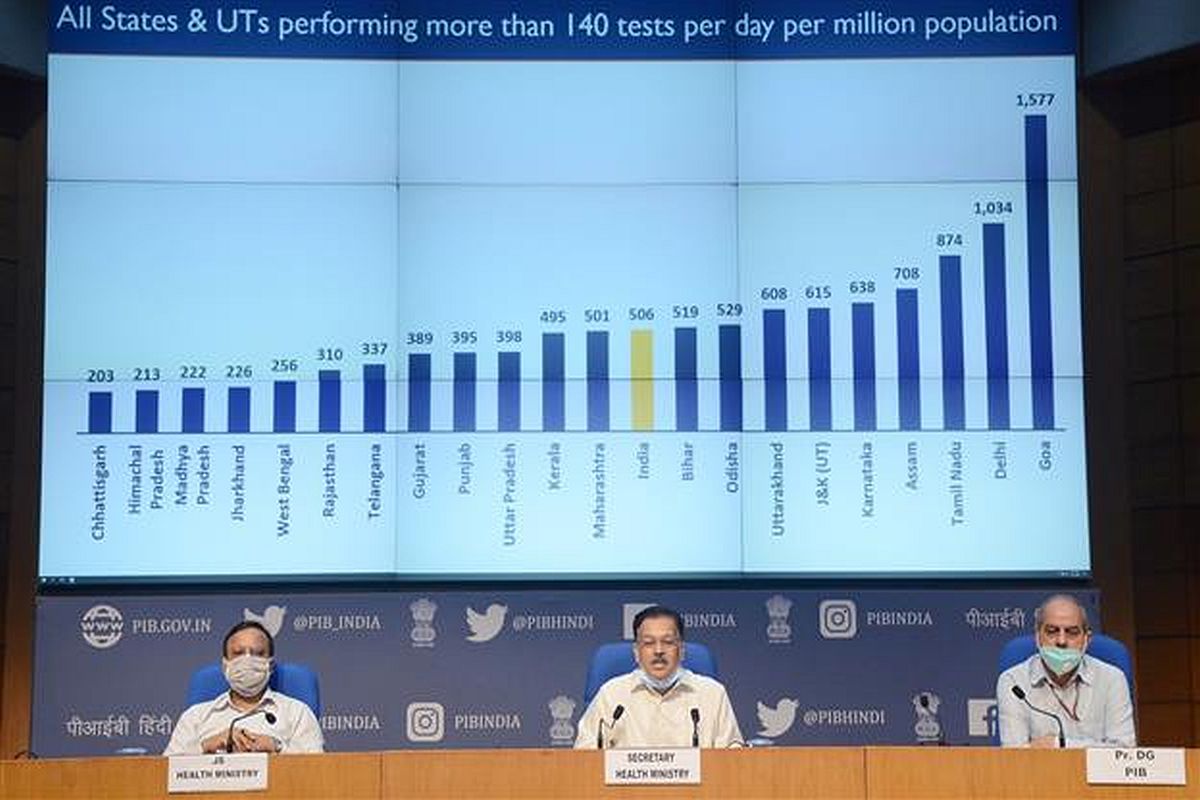 All States & UTs performing more than 140 tests per day per million population
203
213
222
226
256
310
337
389
395
398
495
501
506
519
529
608
615
638
708
874
1,034
1,577
Chhattisgarh
Himachal
Pradesh
Madhya
Pradesh
Jharkhand
West Bengal
Rajasthan
Telangana
Gujarat
Punjab
Uttar Pradesh
Kerala
Maharashtra
India
Bihar
Odisha
Uttarakhand
J&K (UT)
Karnataka
Assam
Tamil Nadu
Delhi
Goa
www PIB.GOV.IN @PIB_INDIA @PIBHINDI BINDIA PIBINDIA पीआईबी
पीआईबी हिंदी IBINDIA PIBINDIA @PIBHINDI
JS
HEALTH MINISTRY
SECRETARY
HEALTH MINISTRY
Pr. DG
PIB